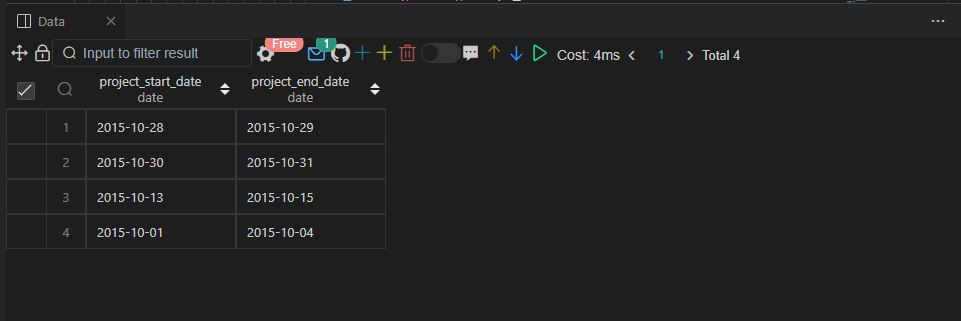 Data
Input to filter result
Free
1
Cost: 4ms
1
Total 4
project_start_date
date
project_end_date
date
1 2015-10-28 2015-10-29
2 2015-10-30 2015-10-31
3 2015-10-13 2015-10-15
4 2015-10-01 2015-10-04